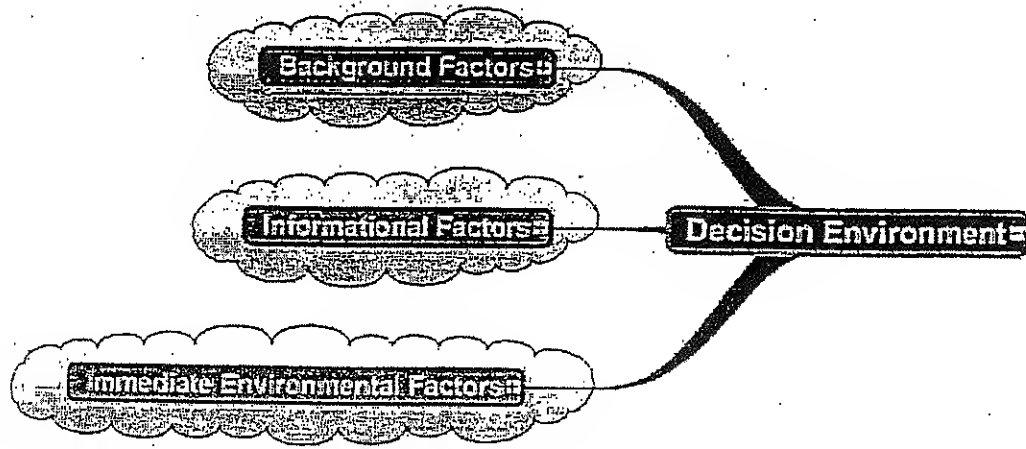 Background Factors
Informational Factors
Decision Environment
Immediate Environmental Factors